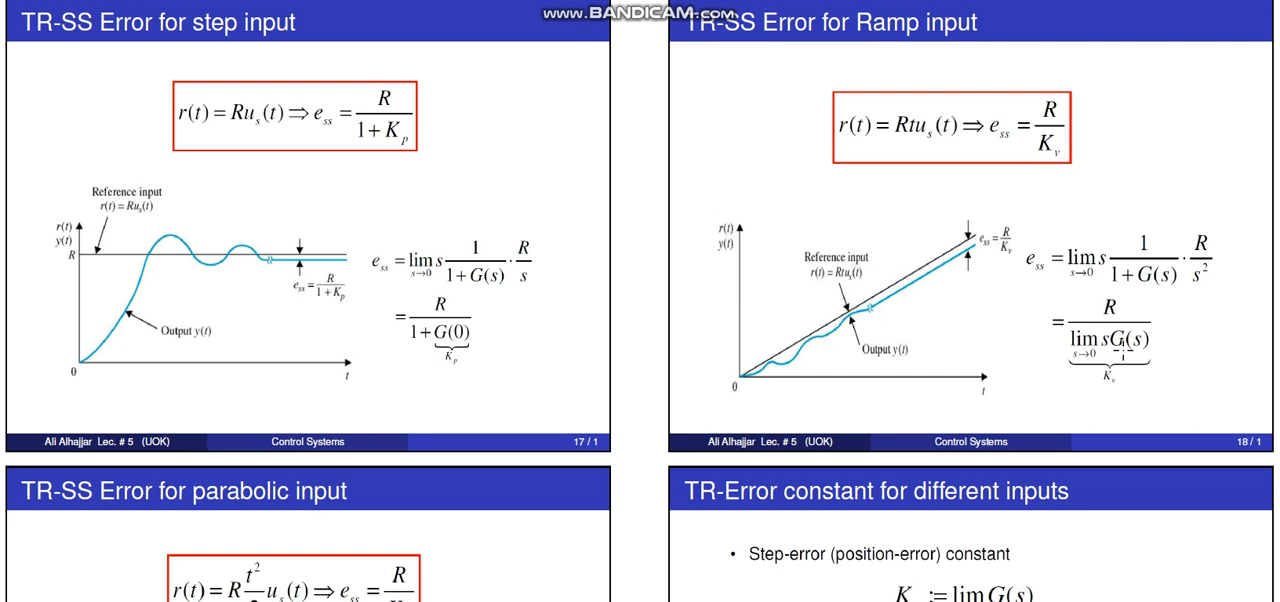 www.BANDICAM.com
TR-SS Error for step input
r(t) = Ru_s(t) ⇒ e_ss = R / (1 + K_p)
Reference input
r(t) = Ru_s(t)
r(t)
y(t)
R
e_ss = R / (1 + K_p)
Output y(t)
0
t
e_ss = lim_{s→0} s 1 / (1 + G(s)) · R / s
= R / (1 + G(0))
K_p
Ali Alhajjar Lec. # 5 (UOK) Control Systems 17 / 1
TR-SS Error for Ramp input
r(t) = Rtu_s(t) ⇒ e_ss = R / K_v
r(t)
y(t)
e_ss = R / K_v
Reference input
r(t) = Rtu_s(t)
Output y(t)
0
t
e_ss = lim_{s→0} s 1 / (1 + G(s)) · R / s²
= R / lim_{s→0} sG(s)
K_v
Ali Alhajjar Lec. # 5 (UOK) Control Systems 18 / 1
TR-SS Error for parabolic input
r(t) = R t² u_s(t) ⇒ e_ss = R
TR-Error constant for different inputs
• Step-error (position-error) constant
K := lim G(s)